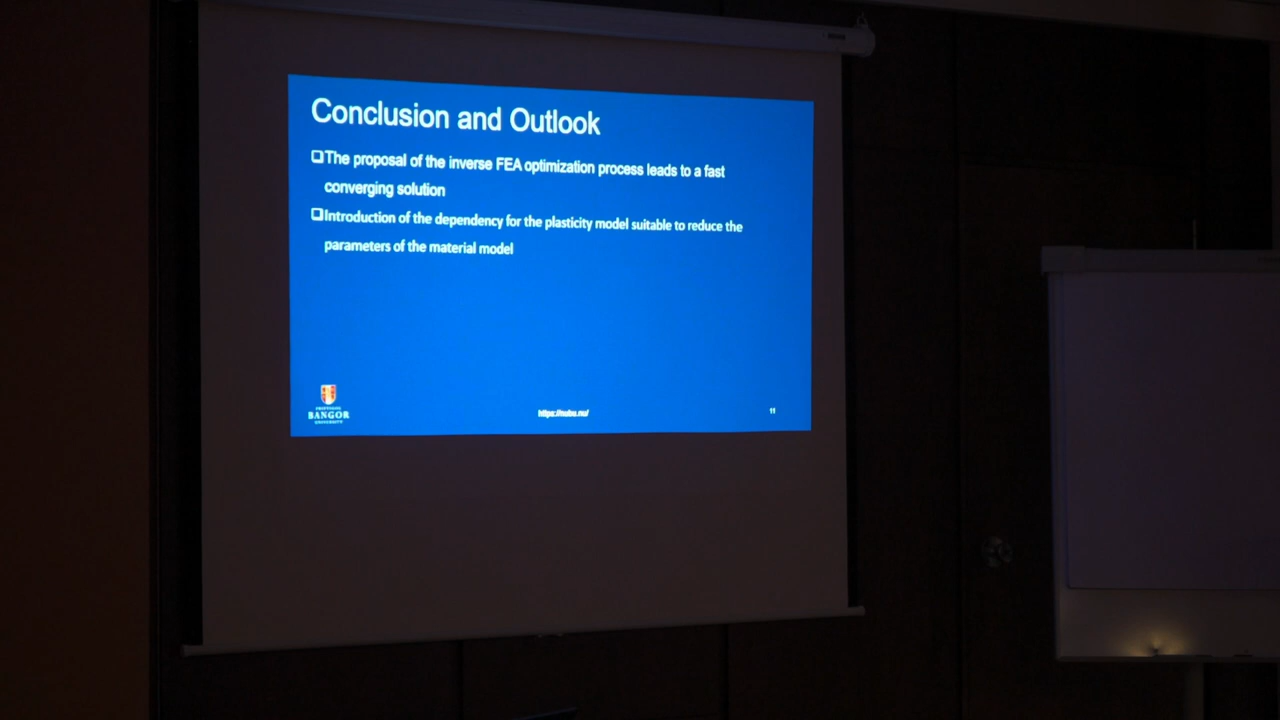 Conclusion and Outlook
❑The proposal of the inverse FEA optimization process leads to a fast
converging solution
❑Introduction of the dependency for the plasticity model suitable to reduce the
parameters of the material model
BANGOR
UNIVERSITY
11